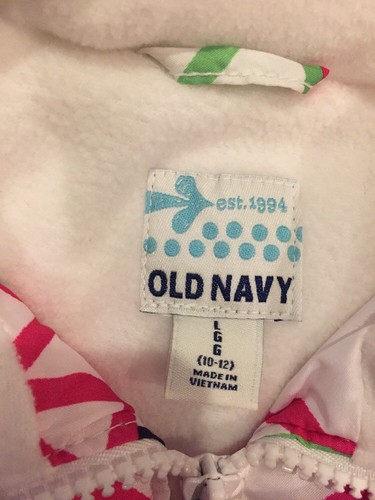 est. 1994
OLD NAVY
L
G
G
(10-12)
MADE IN
VIETNAM